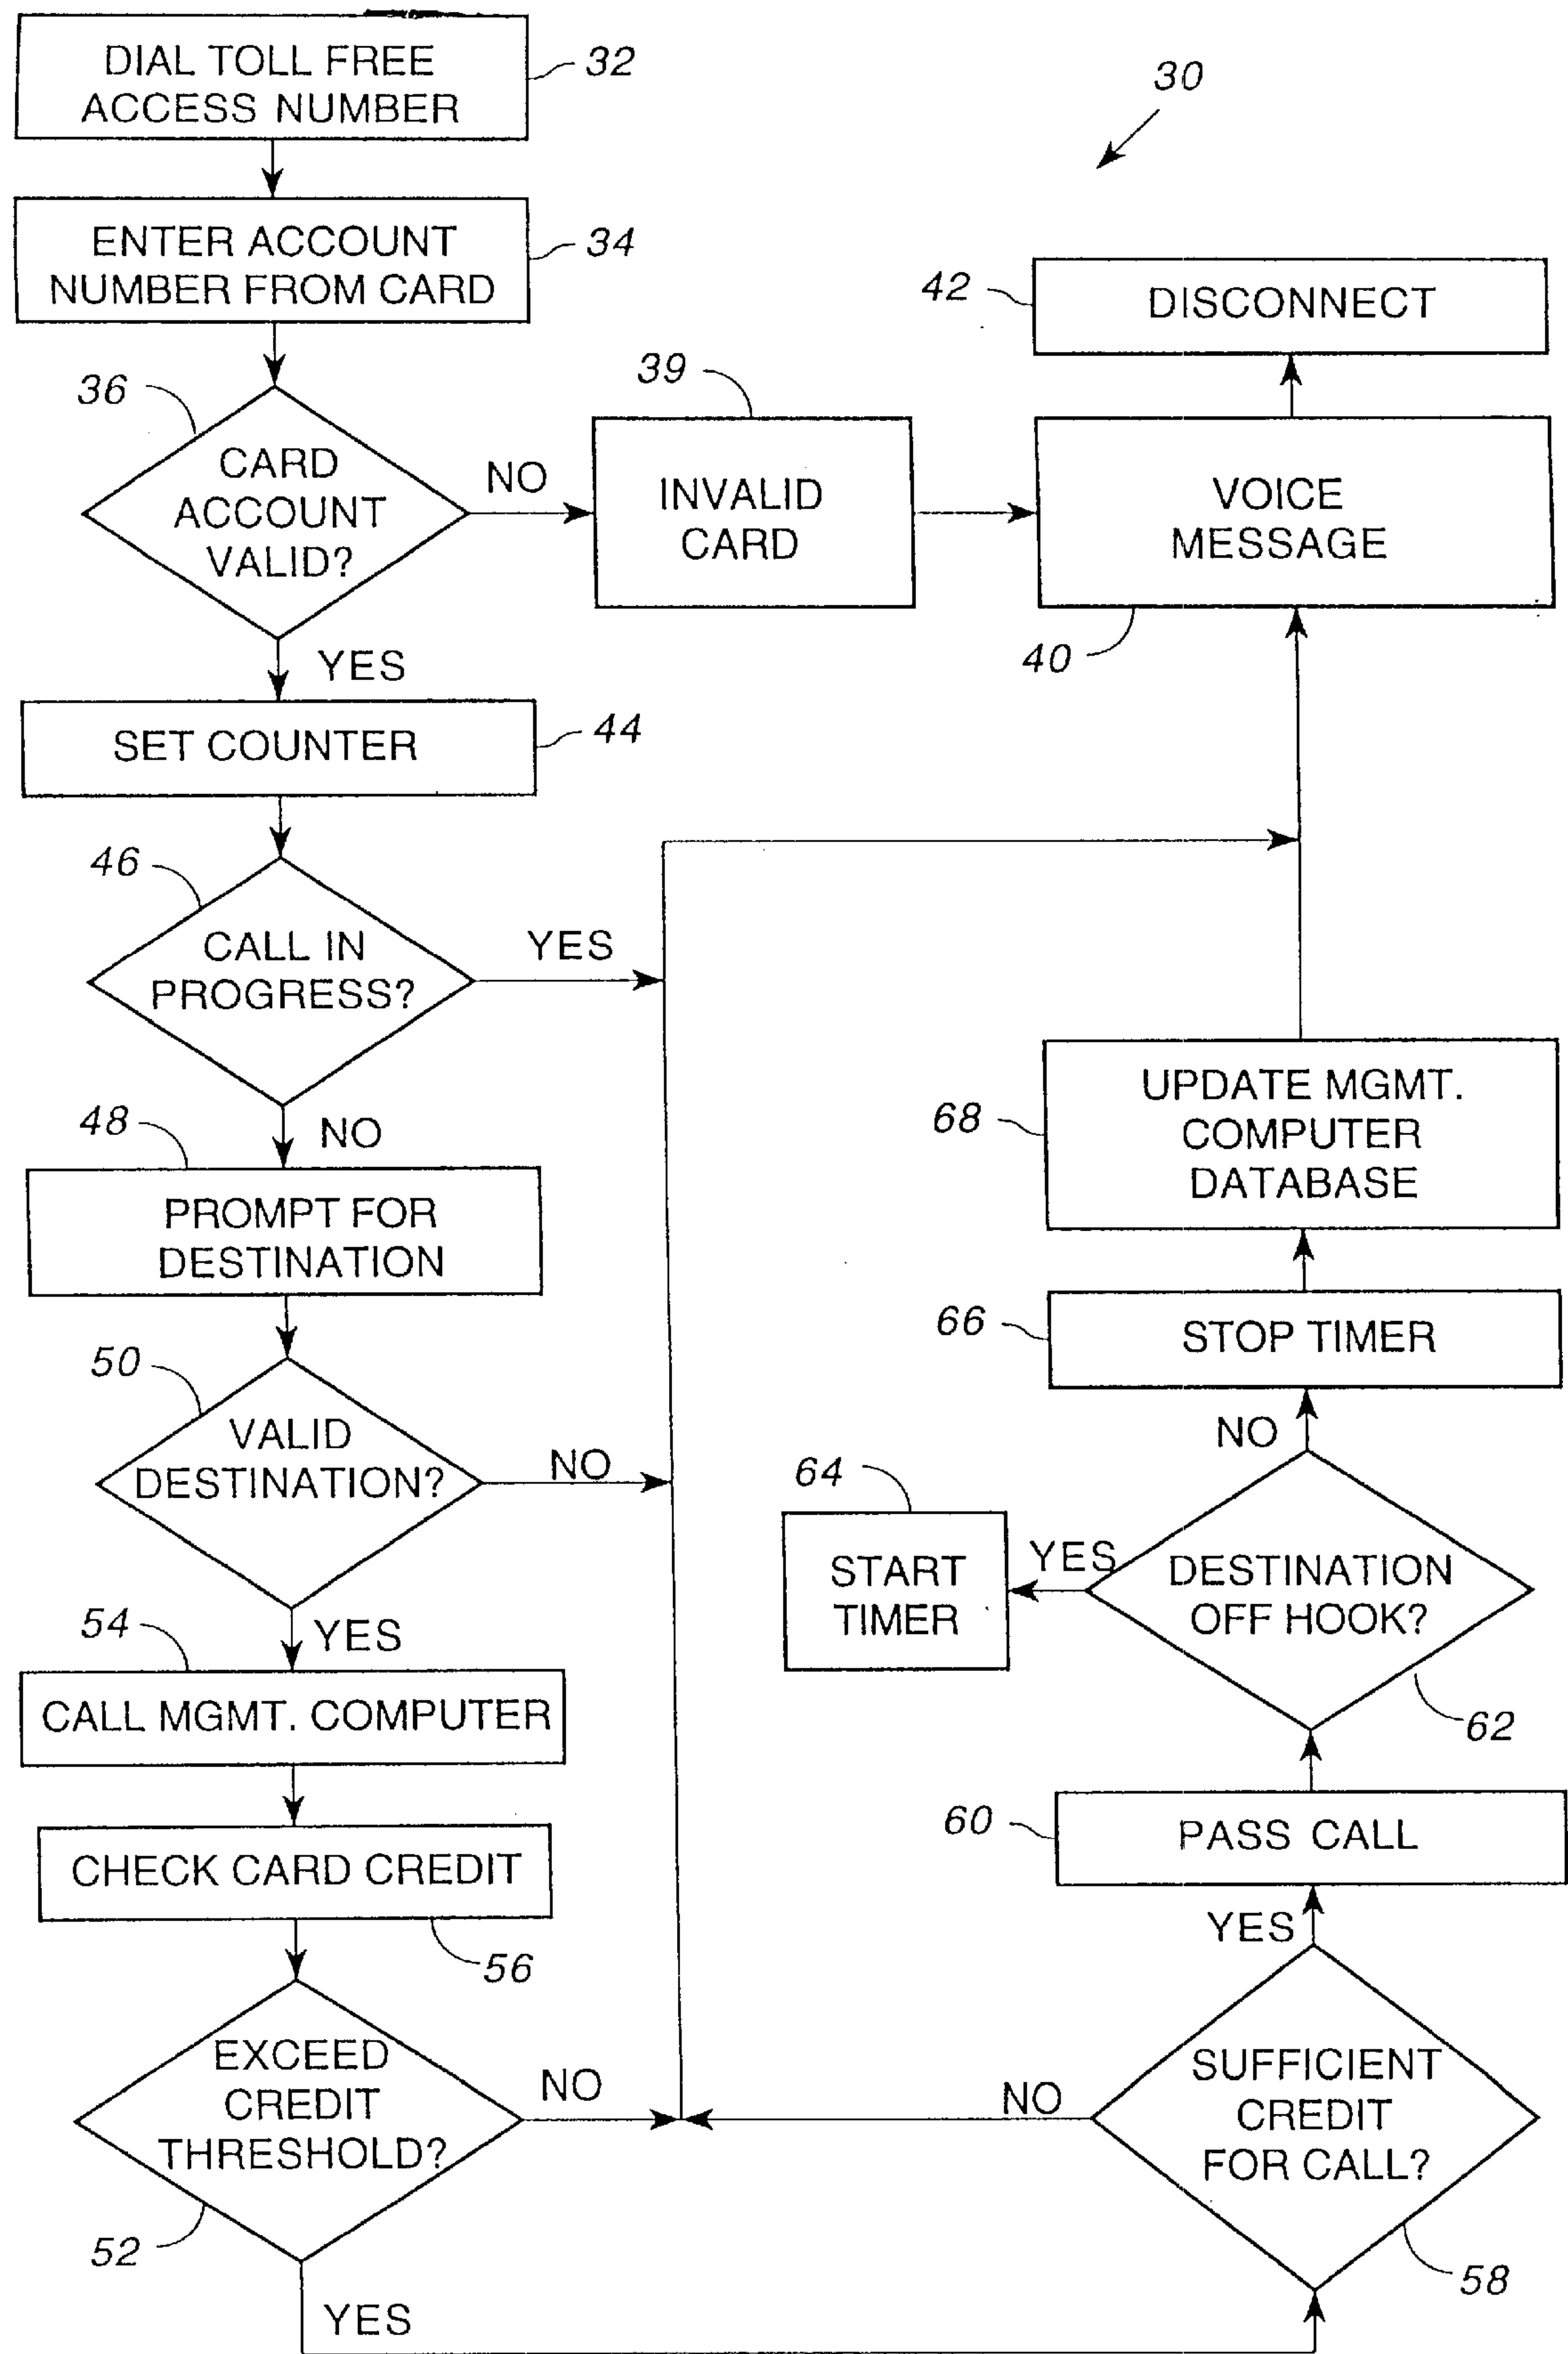 DIAL TOLL FREE
ACCESS NUMBER
32
30
ENTER ACCOUNT
NUMBER FROM CARD
34
42
DISCONNECT
36
CARD
ACCOUNT
VALID?
NO
39
INVALID
CARD
VOICE
MESSAGE
40
YES
SET COUNTER
44
46
CALL IN
PROGRESS?
YES
NO
48
PROMPT FOR
DESTINATION
68
UPDATE MGMT.
COMPUTER
DATABASE
66
STOP TIMER
50
VALID
DESTINATION?
NO
NO
64
START
TIMER
YES
DESTINATION
OFF HOOK?
62
YES
54
CALL MGMT. COMPUTER
60
PASS CALL
CHECK CARD CREDIT
56
YES
EXCEED
CREDIT
THRESHOLD?
NO
52
NO
SUFFICIENT
CREDIT
FOR CALL?
58
YES